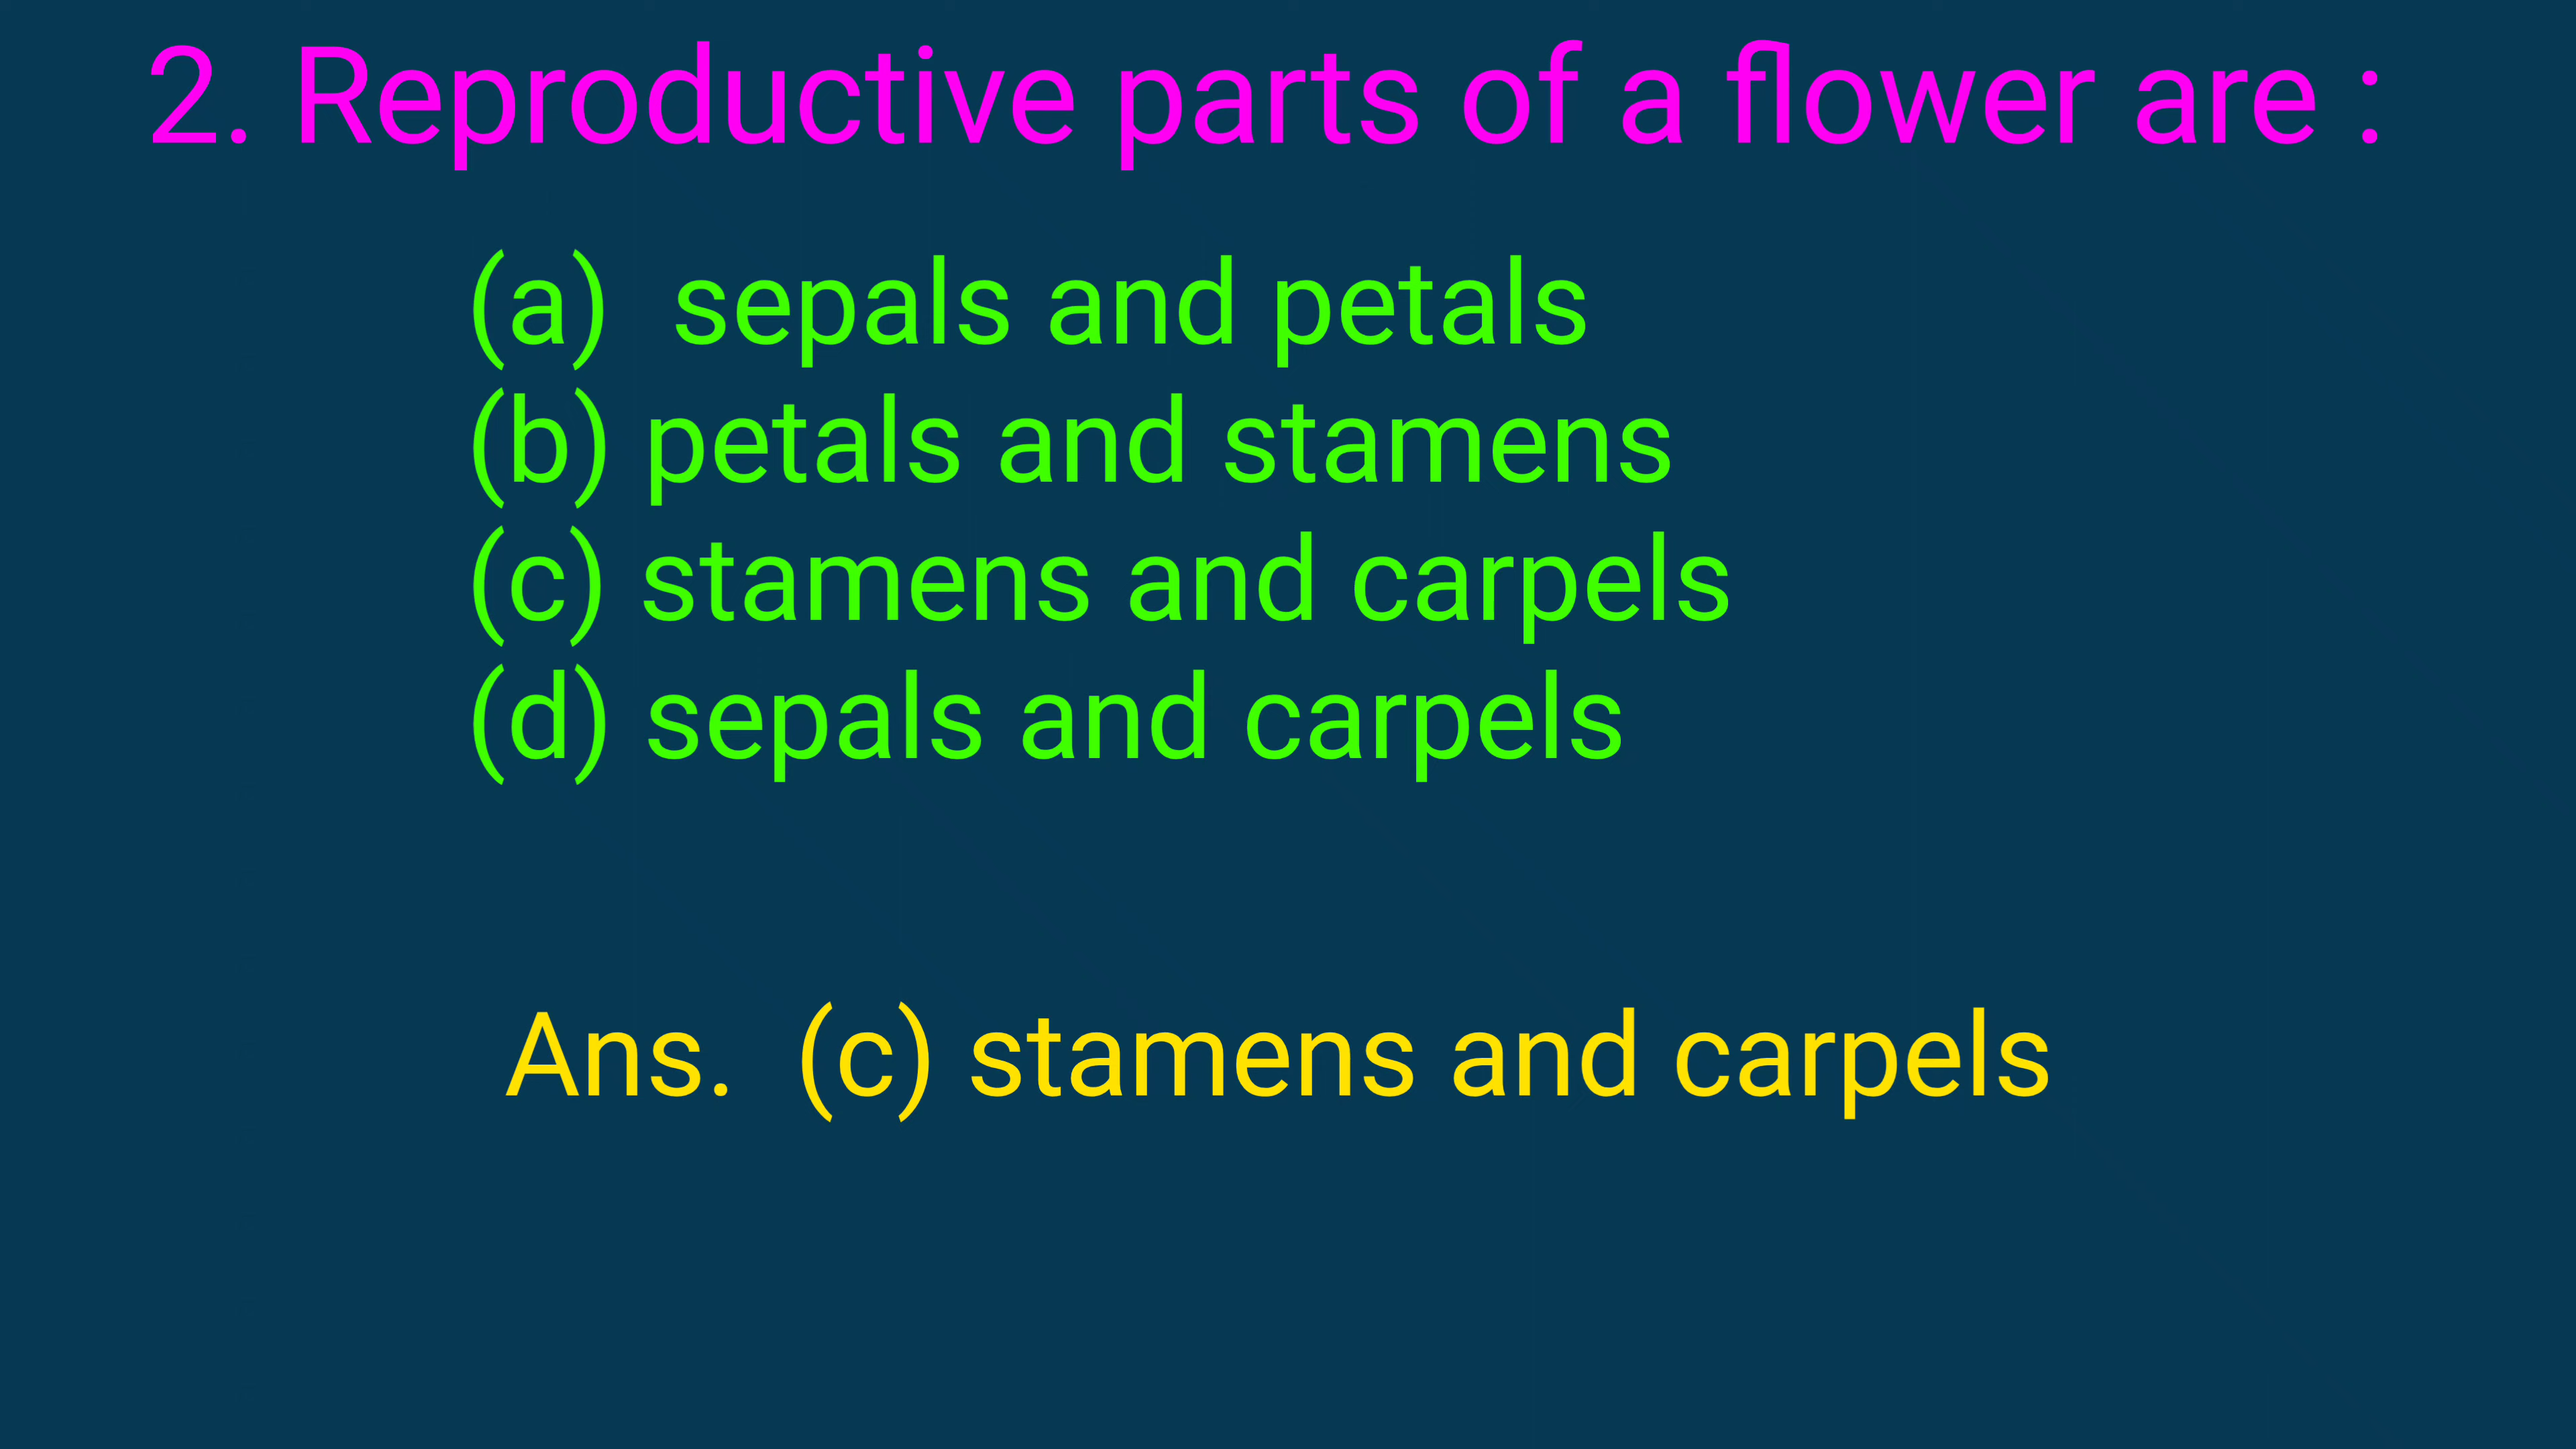 2. Reproductive parts of a flower are :
(a) sepals and petals
(b) petals and stamens
(c) stamens and carpels
(d) sepals and carpels
Ans. (c) stamens and carpels